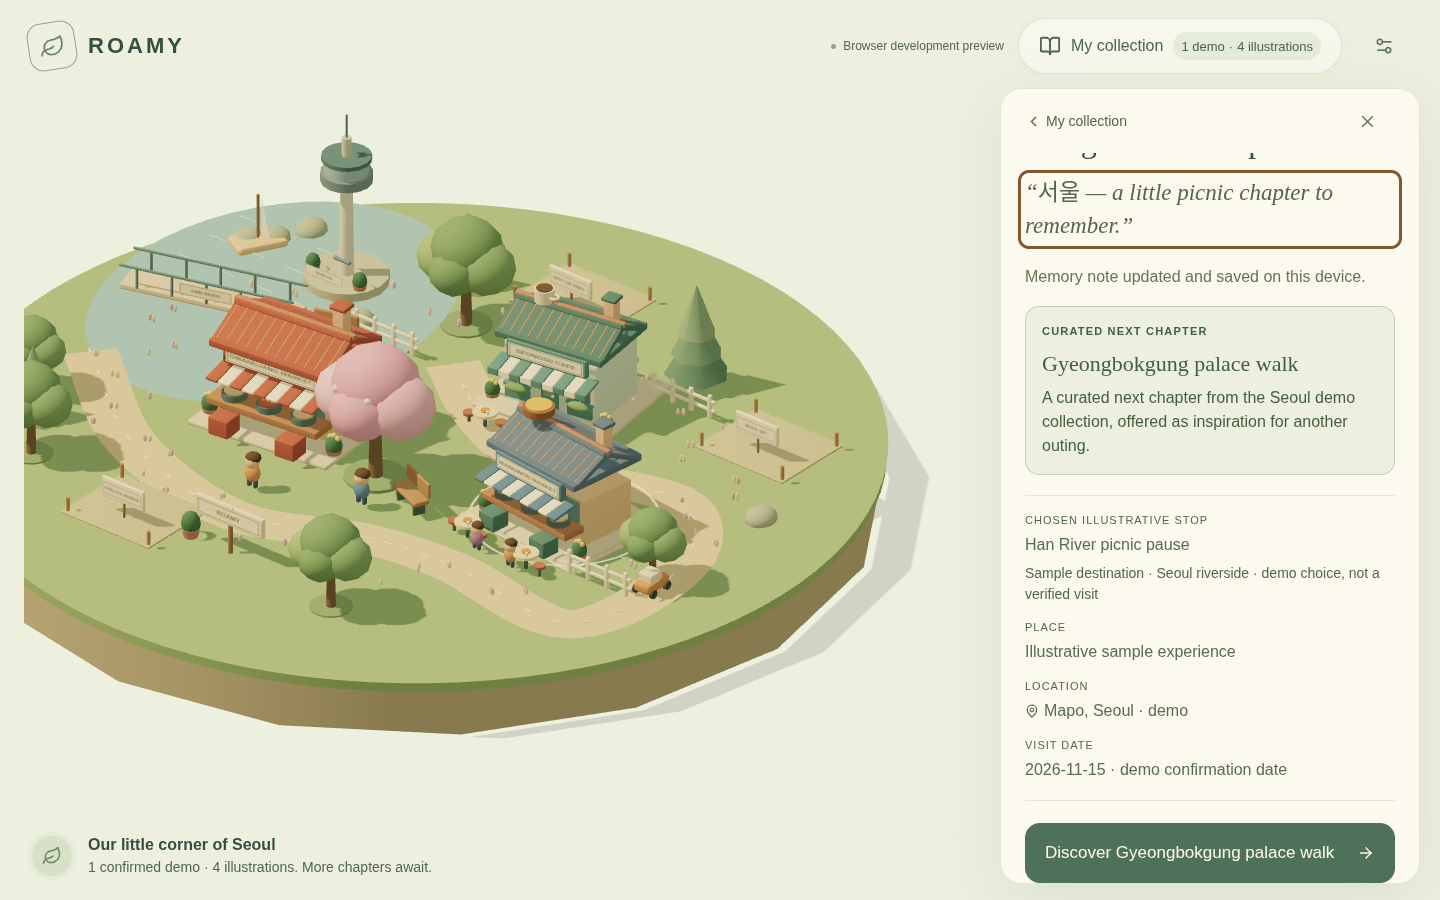 ROAMY
Browser development preview
My collection
1 demo · 4 illustrations
My collection
“서울 — a little picnic chapter to
remember.”
Memory note updated and saved on this device.
CURATED NEXT CHAPTER
Gyeongbokgung palace walk
A curated next chapter from the Seoul demo
collection, offered as inspiration for another
outing.
CHOSEN ILLUSTRATIVE STOP
Han River picnic pause
Sample destination · Seoul riverside · demo choice, not a
verified visit
PLACE
Illustrative sample experience
LOCATION
Mapo, Seoul · demo
VISIT DATE
2026-11-15 · demo confirmation date
Discover Gyeongbokgung palace walk
HAN RIVER
SEONGSU CAFE
ROAMY
Our little corner of Seoul
1 confirmed demo · 4 illustrations. More chapters await.